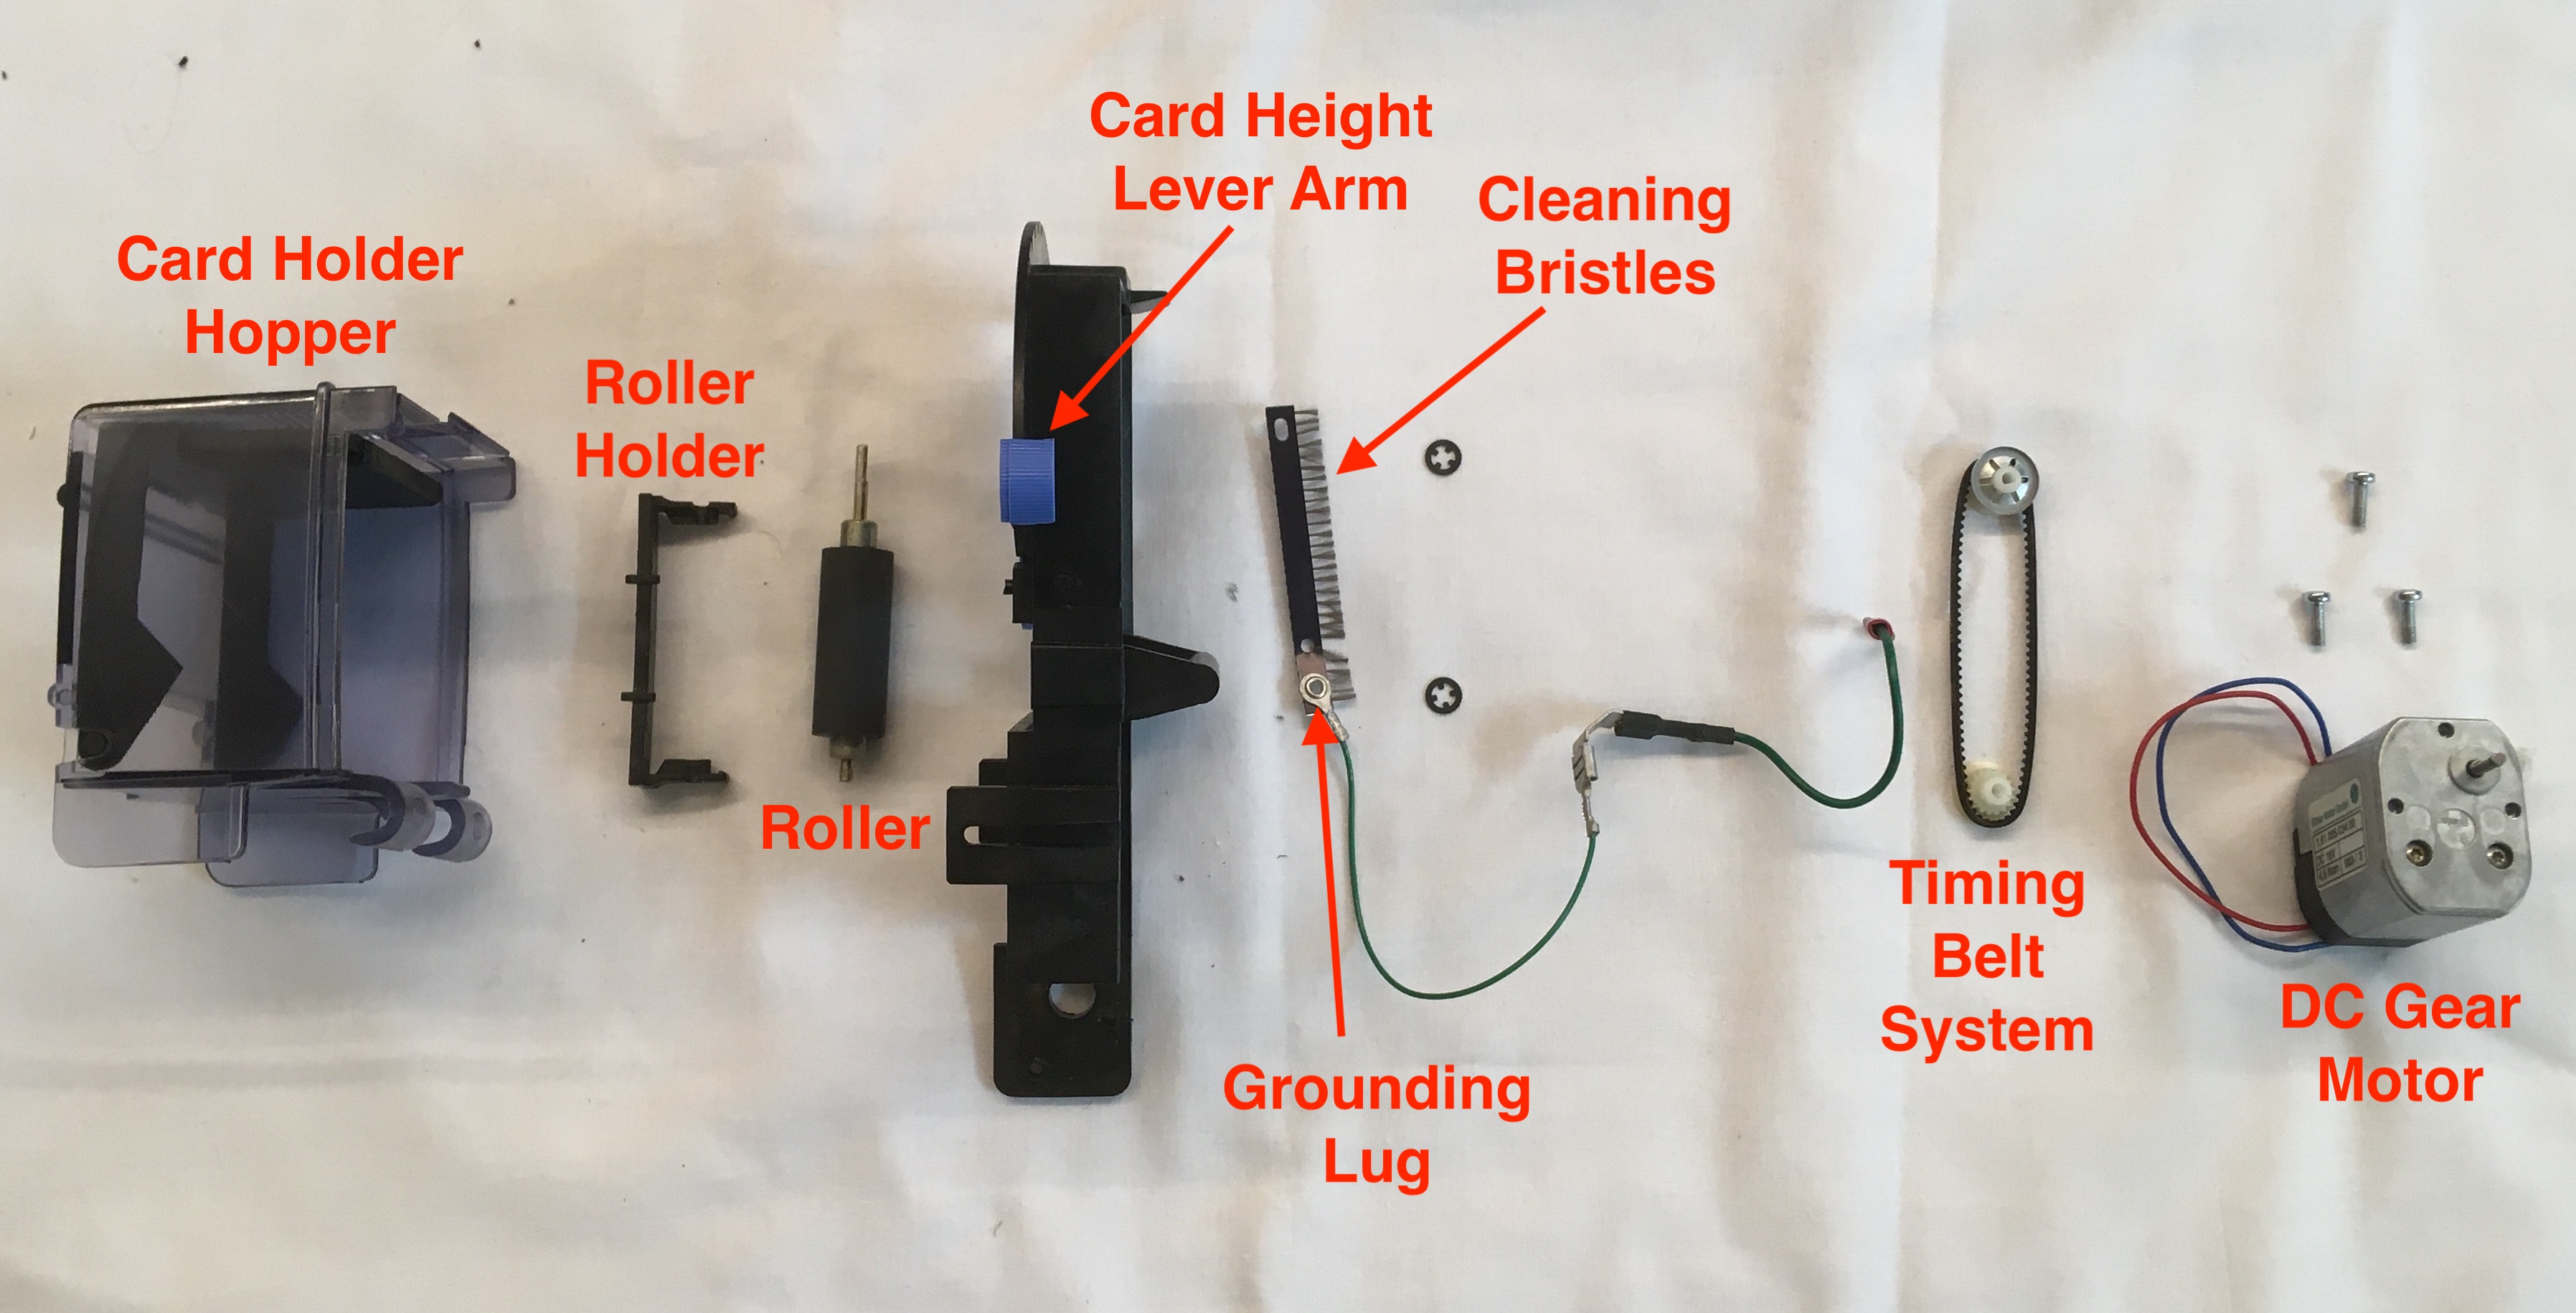 Card Height
Lever Arm
Cleaning
Bristles
Card Holder
Hopper
Roller
Holder
Roller
Timing
Belt
System
DC Gear
Motor
Grounding
Lug